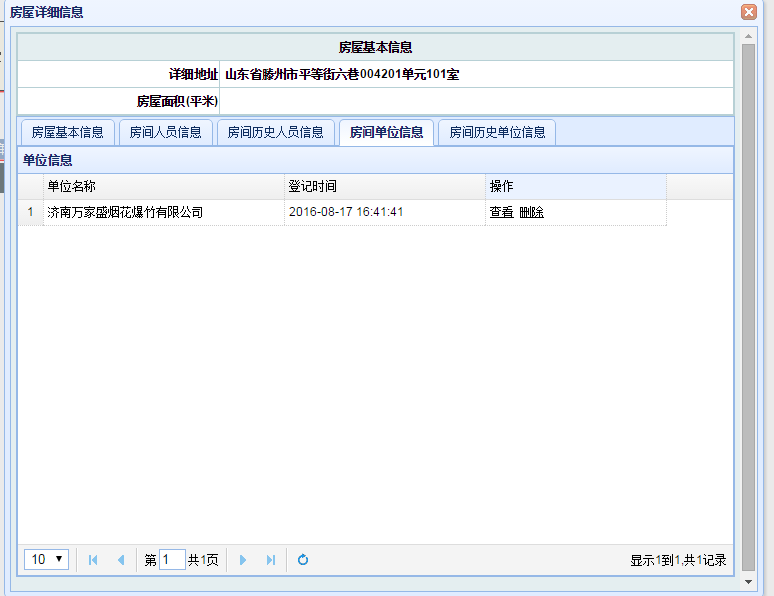 房屋详细信息
房屋基本信息
详细地址 山东省滕州市平等街六巷004201单元101室
房屋面积(平米)
房屋基本信息 房间人员信息 房间历史人员信息 房间单位信息 房间历史单位信息
单位信息
单位名称 登记时间 操作
1 济南万家盛烟花爆竹有限公司 2016-08-17 16:41:41 查看 删除
10 第 1 共1页 显示1到1,共1记录